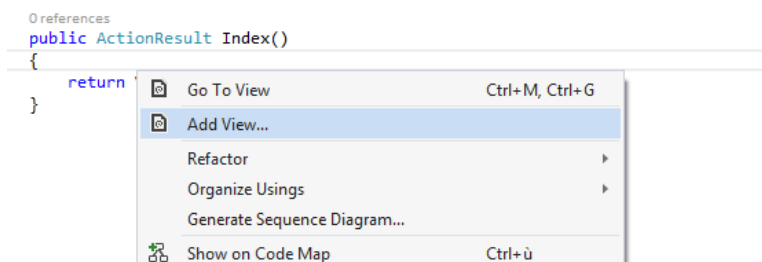 0 references
public ActionResult Index()
{
return
}
Go To View Ctrl+M, Ctrl+G
Add View...
Refactor
Organize Usings
Generate Sequence Diagram...
Show on Code Map Ctrl+ù